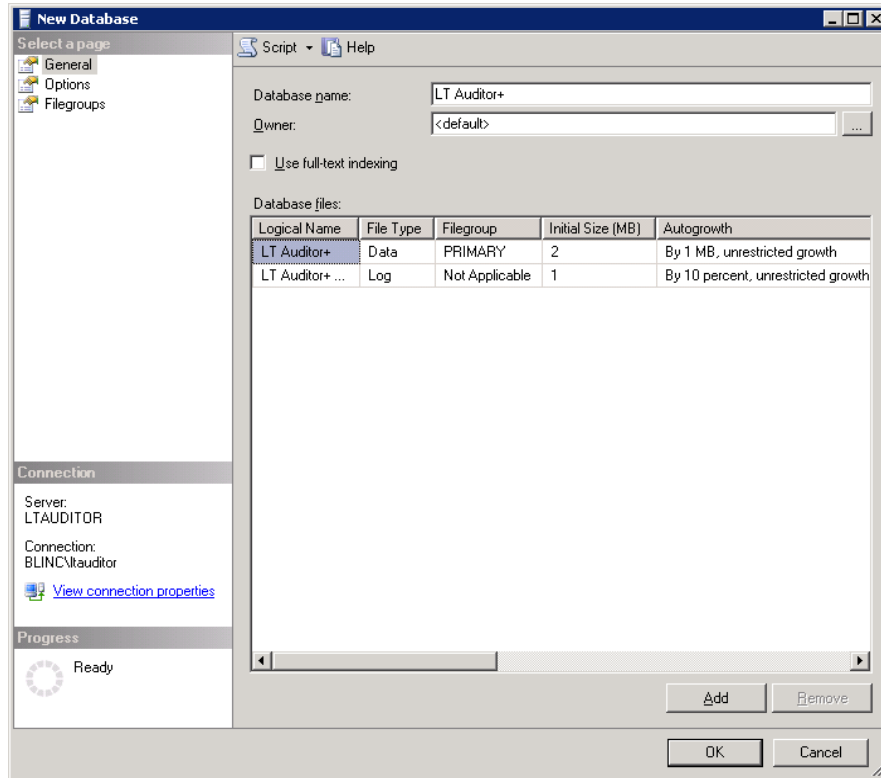 New Database
Select a page
General
Options
Filegroups
Script
Help
Database name:
LT Auditor+
Owner:
<default>
...
Use full-text indexing
Database files:
Logical Name File Type Filegroup Initial Size (MB) Autogrowth
LT Auditor+ Data PRIMARY 2 By 1 MB, unrestricted growth
LT Auditor+ ... Log Not Applicable 1 By 10 percent, unrestricted growth
Connection
Server:
LTAUDITOR
Connection:
BLINC\ltauditor
View connection properties
Progress
Ready
Add
Remove
OK
Cancel